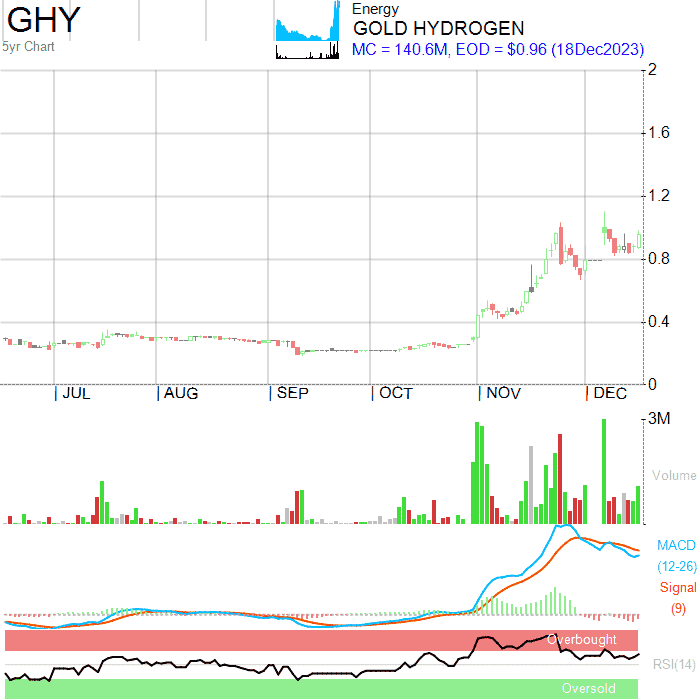 GHY
5yr Chart
Energy
GOLD HYDROGEN
MC = 140.6M, EOD = $0.96 (18Dec2023)
2
1.6
1.2
0.8
0.4
0
JUL AUG SEP OCT NOV DEC
3M
Volume
MACD
(12-26)
Signal
(9)
Overbought
RSI(14)
Oversold